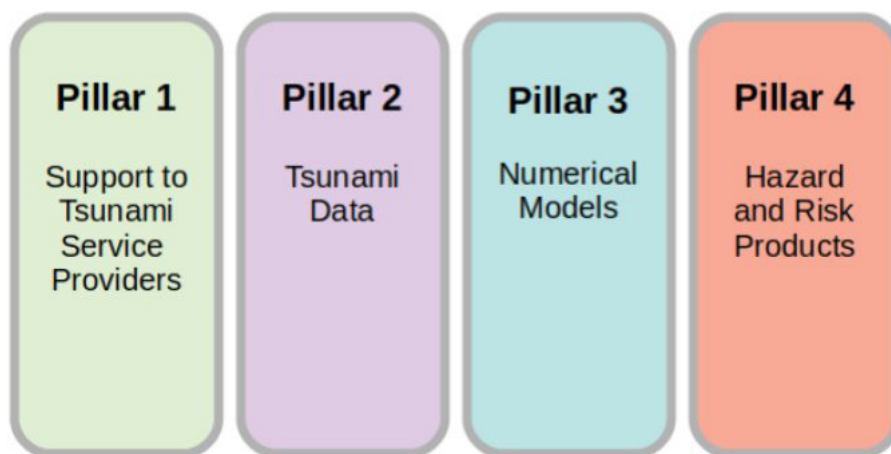 Pillar 1
Support to
Tsunami
Service
Providers
Pillar 2
Tsunami
Data
Pillar 3
Numerical
Models
Pillar 4
Hazard
and Risk
Products